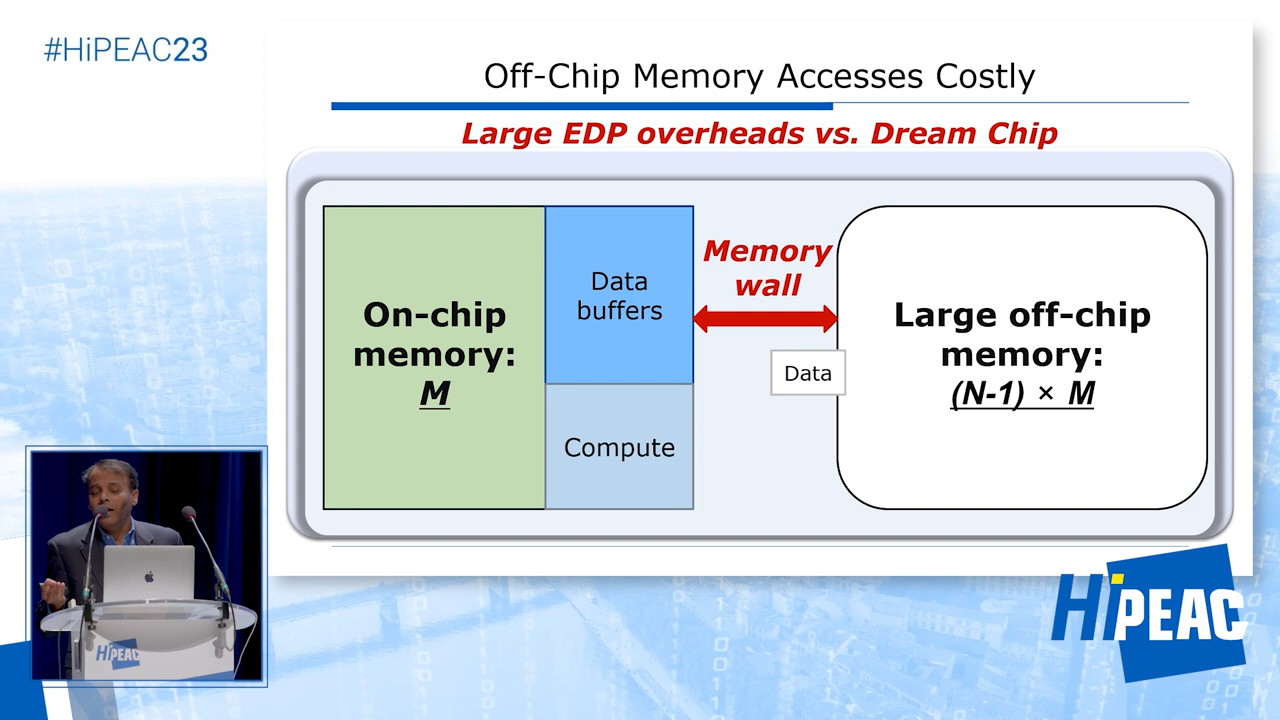 #HiPEAC23
Off-Chip Memory Accesses Costly
Large EDP overheads vs. Dream Chip
On-chip
memory:
M
Data
buffers
Compute
Memory
wall
Data
Large off-chip
memory:
(N-1) × M
HiPEAC
HiPEAC